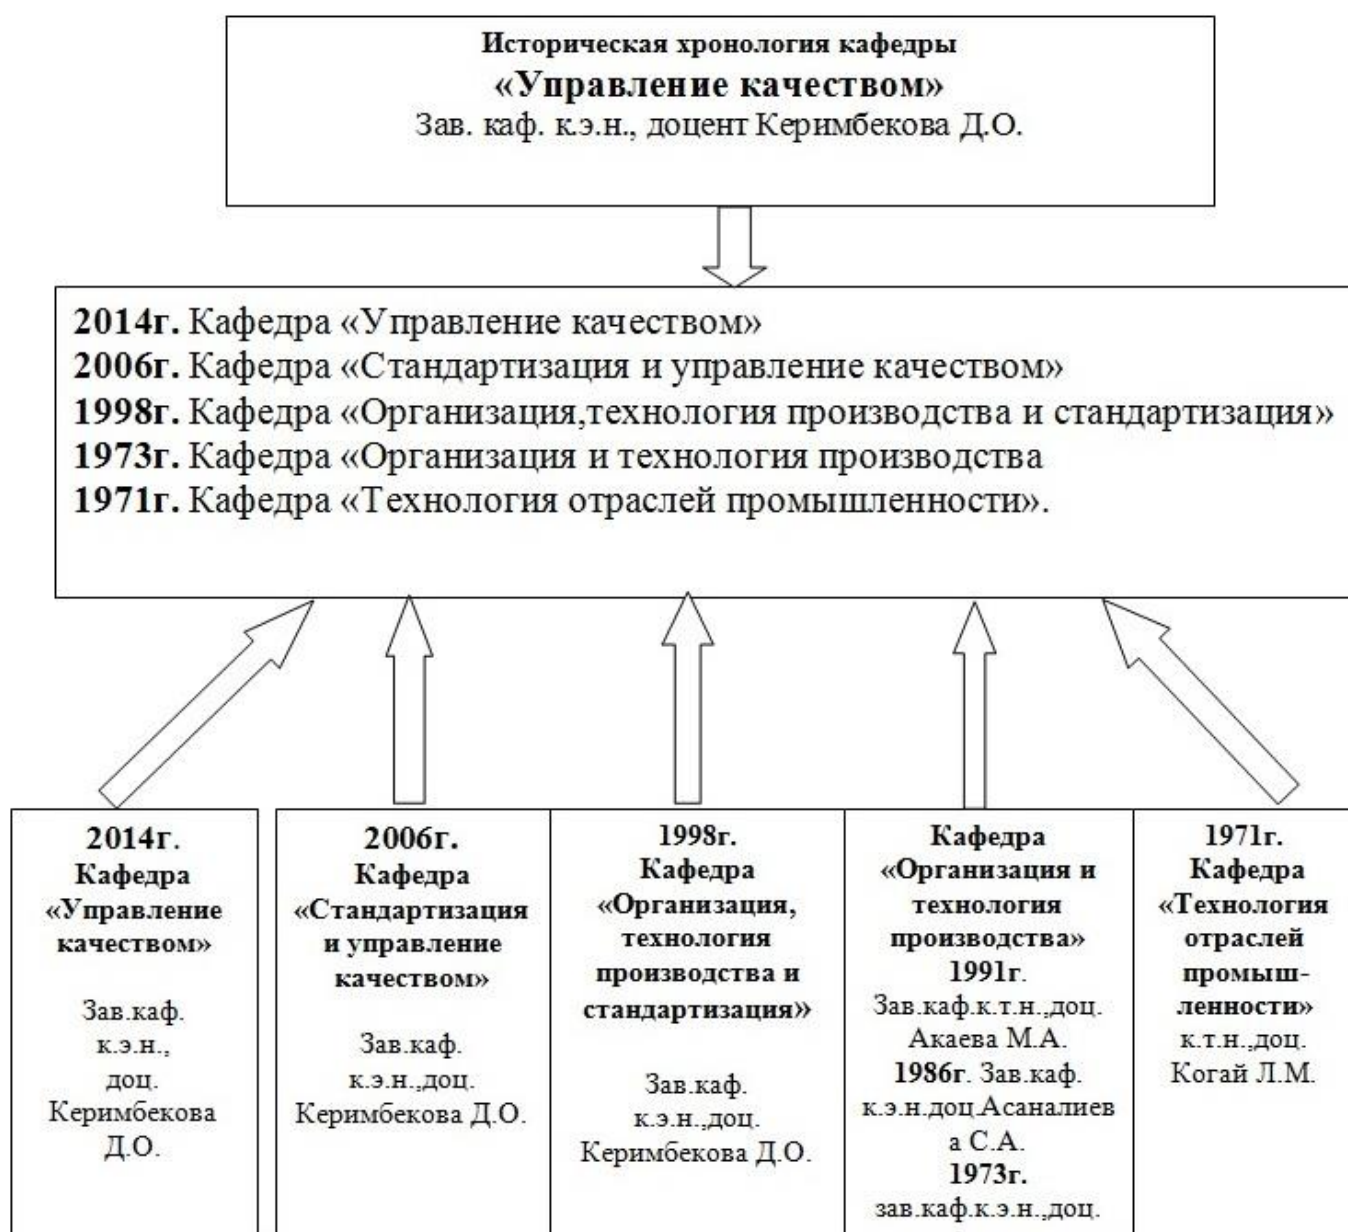 Историческая хронология кафедры
«Управление качеством»
Зав. каф. к.э.н., доцент Керимбекова Д.О.
2014г. Кафедра «Управление качеством»
2006г. Кафедра «Стандартизация и управление качеством»
1998г. Кафедра «Организация,технология производства и стандартизация»
1973г. Кафедра «Организация и технология производства
1971г. Кафедра «Технология отраслей промышленности».
2014г.
Кафедра
«Управление
качеством»
Зав.каф.
к.э.н.,
доц.
Керимбекова
Д.О.
2006г.
Кафедра
«Стандартизация
и управление
качеством»
Зав.каф.
к.э.н.,доц.
Керимбекова Д.О.
1998г.
Кафедра
«Организация,
технология
производства и
стандартизация»
Зав.каф.
к.э.н.,доц.
Керимбекова Д.О.
Кафедра
«Организация и
технология
производства»
1991г.
Зав.каф.к.т.н.,доц.
Акаева М.А.
1986г. Зав.каф.
к.э.н.доц.Асаналиев
а С.А.
1973г.
зав.каф.к.э.н.,доц.
1971г.
Кафедра
«Технология
отраслей
промыш-
ленности»
к.т.н.,доц.
Когай Л.М.